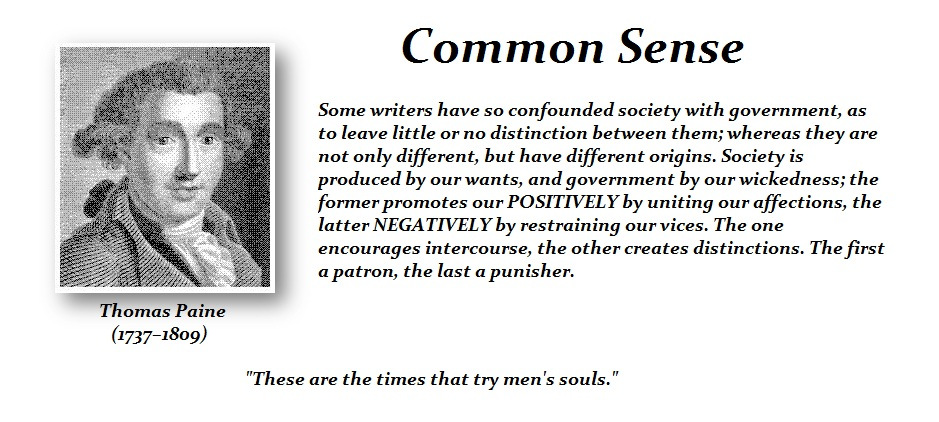 Common Sense
Some writers have so confounded society with government, as
to leave little or no distinction between them; whereas they are
not only different, but have different origins. Society is
produced by our wants, and government by our wickedness; the
former promotes our POSITIVELY by uniting our affections, the
latter NEGATIVELY by restraining our vices. The one
encourages intercourse, the other creates distinctions. The first
a patron, the last a punisher.
Thomas Paine
(1737–1809)
"These are the times that try men's souls."